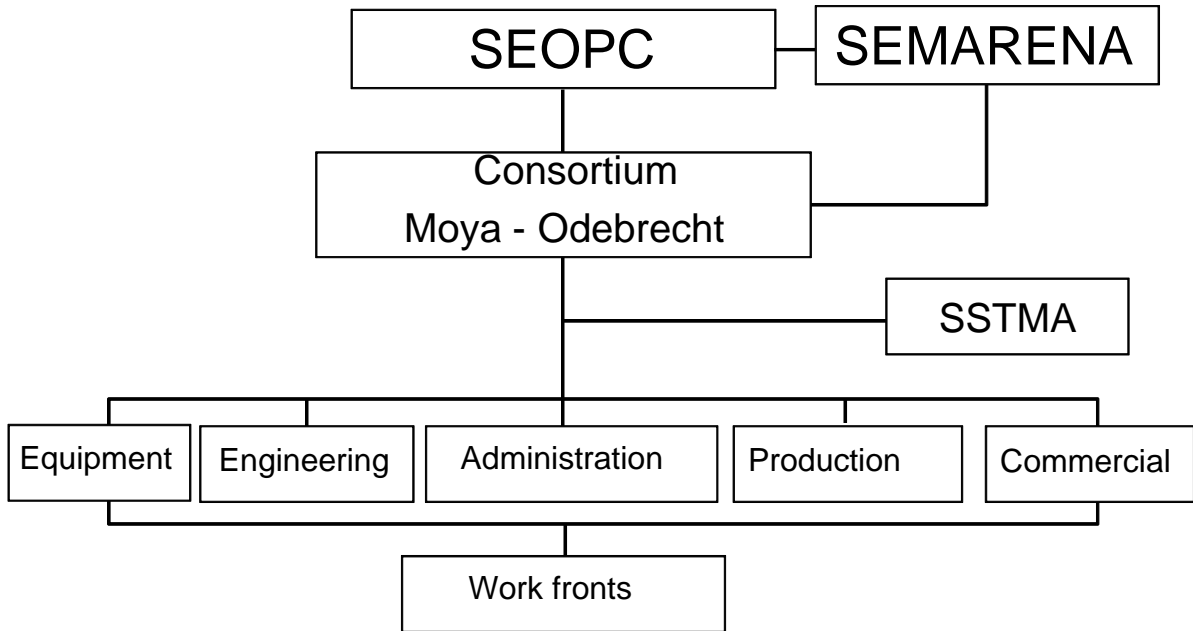 SEOPC
SEMARENA
Consortium
Moya - Odebrecht
SSTMA
Equipment
Engineering
Administration
Production
Commercial
Work fronts